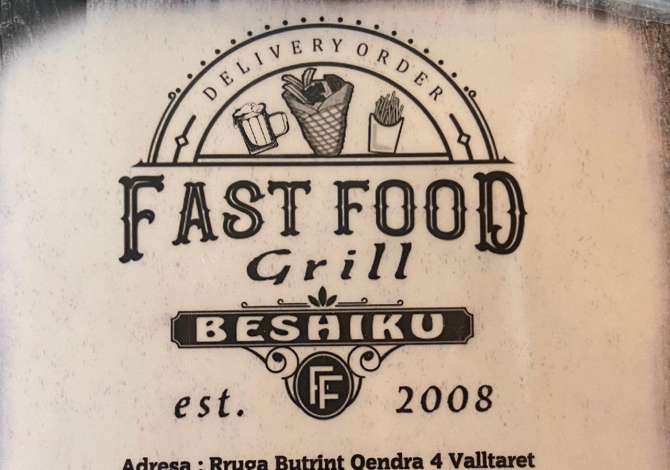 DELIVERY ORDER
FAST FOOD
Grill
BESHIKU
FF
est. 2008
Adresa : Rruga Butrint Qendra 4 Valltaret